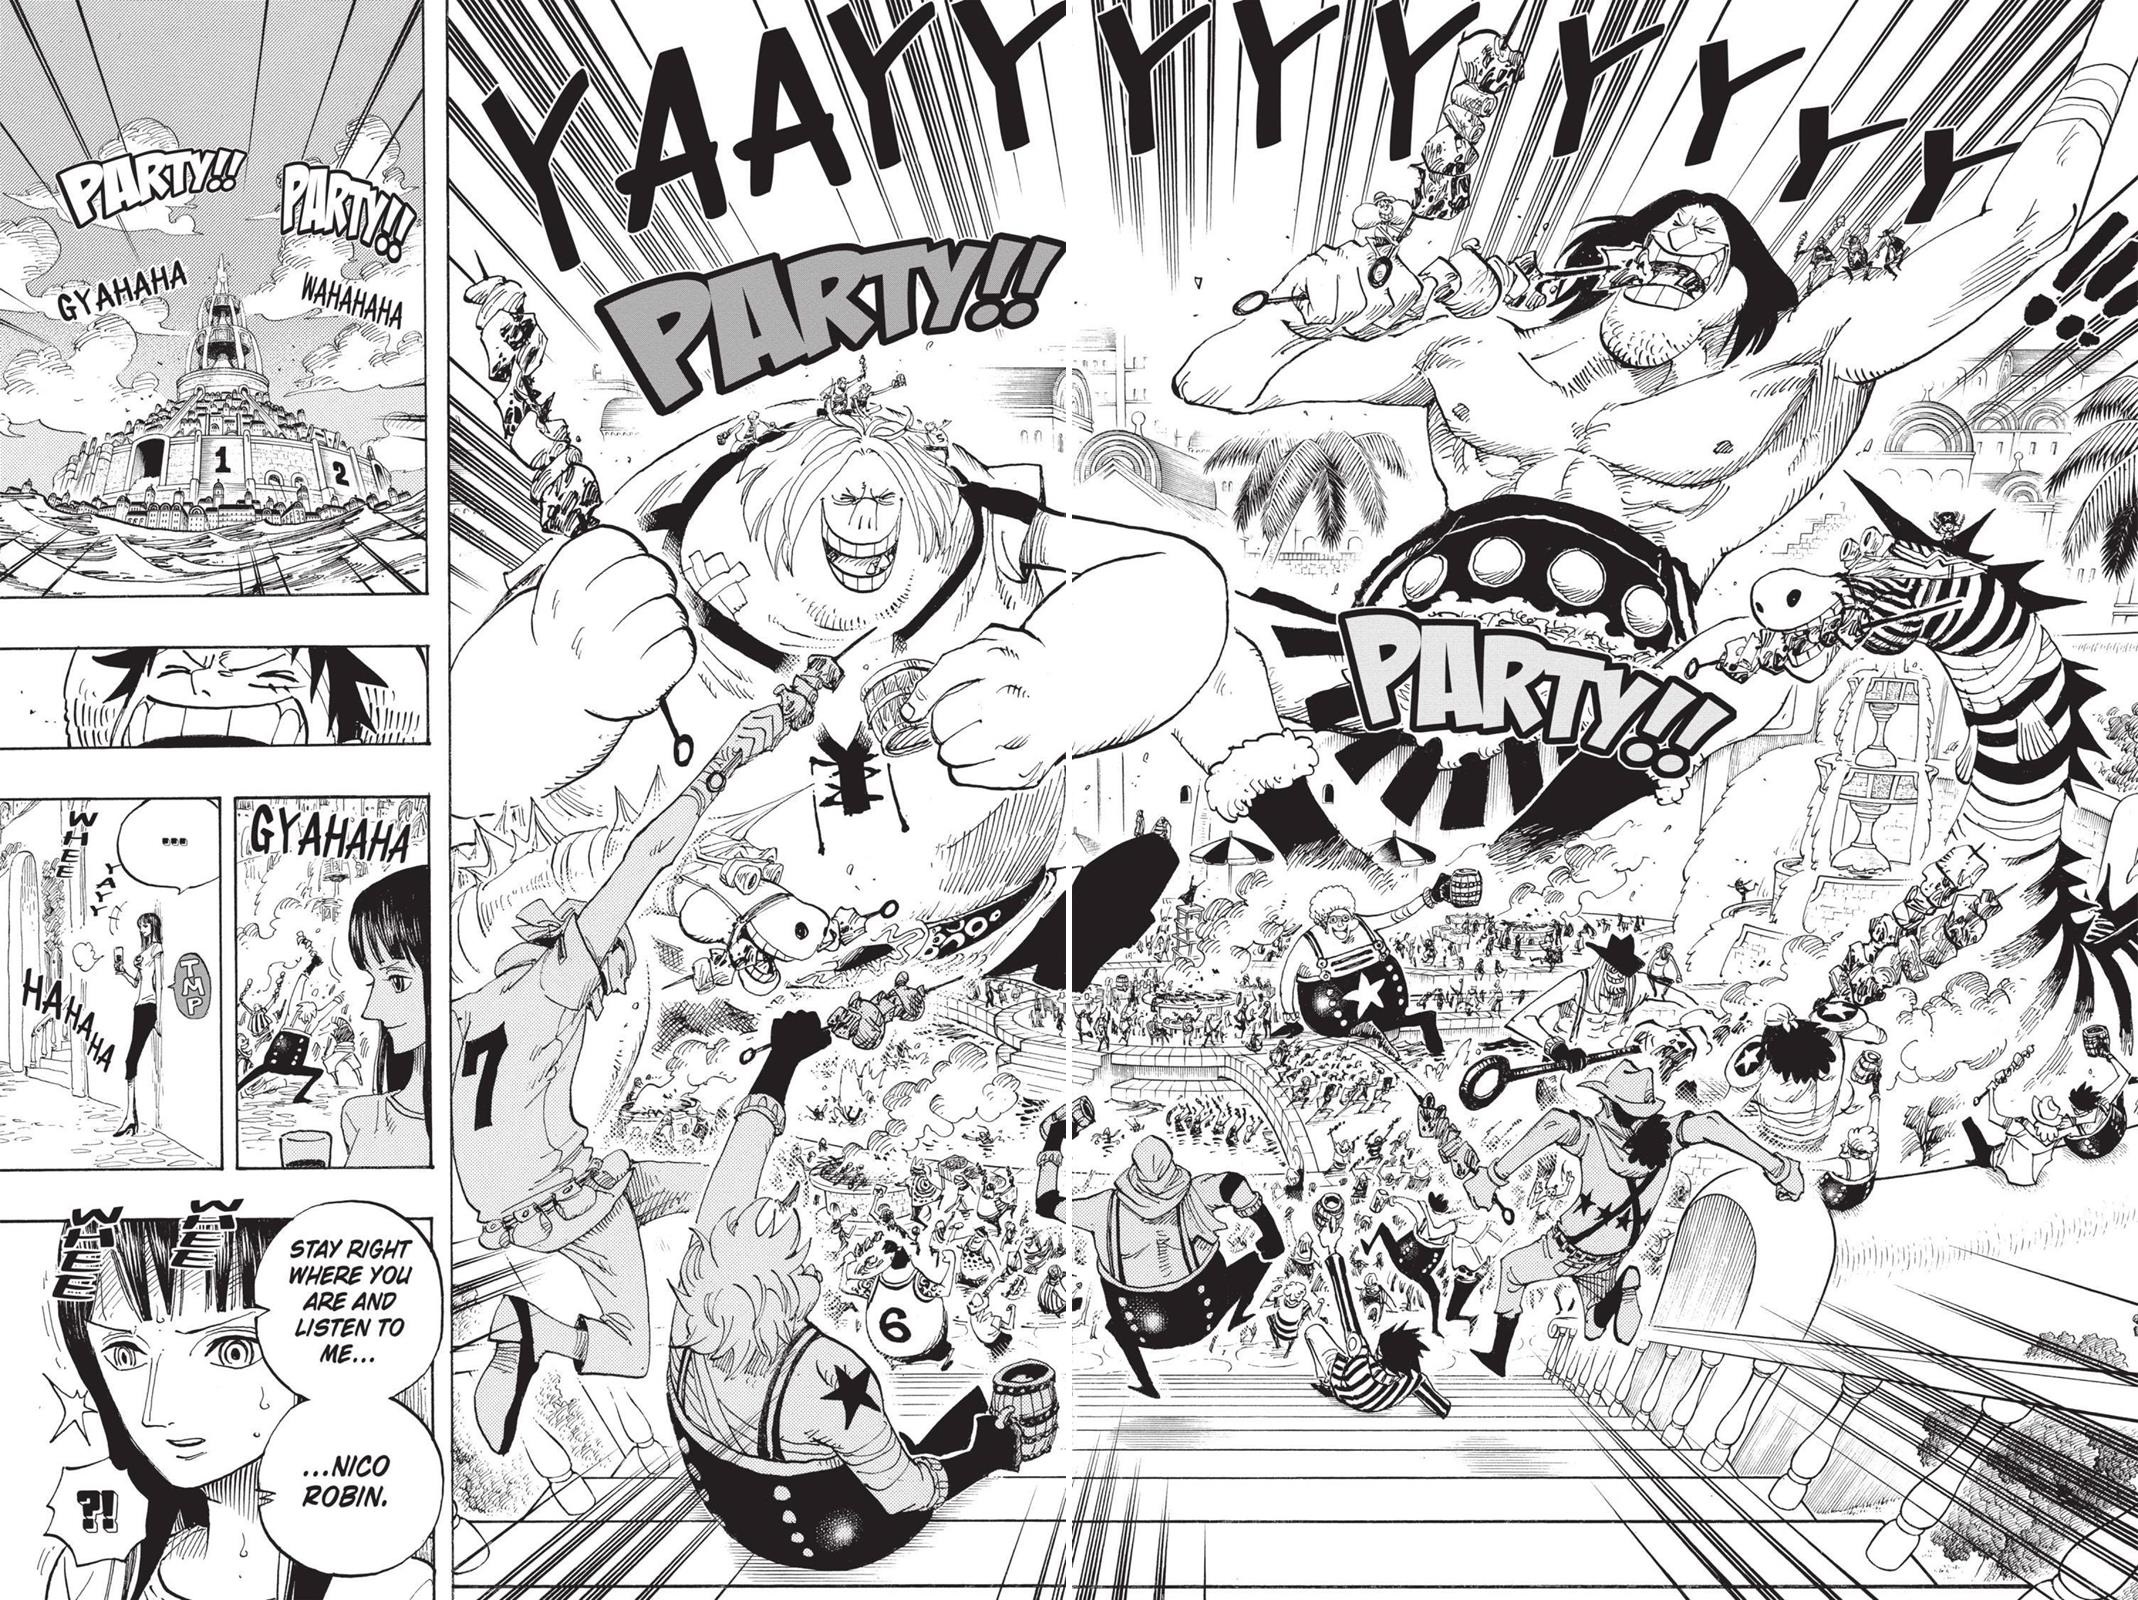 YAAYYYYYYYYY!!!
PARTY!!
PARTY!!
7
6
PARTY!!
PARTY!!
GYAHAHA
WAHAHAHA
1
2
GYAHAHA
...
WHEE
YAY
HAHAHA
TMP
WHEE
WHEE
STAY RIGHT
WHERE YOU
ARE AND
LISTEN TO
ME...
...NICO
ROBIN.
?!